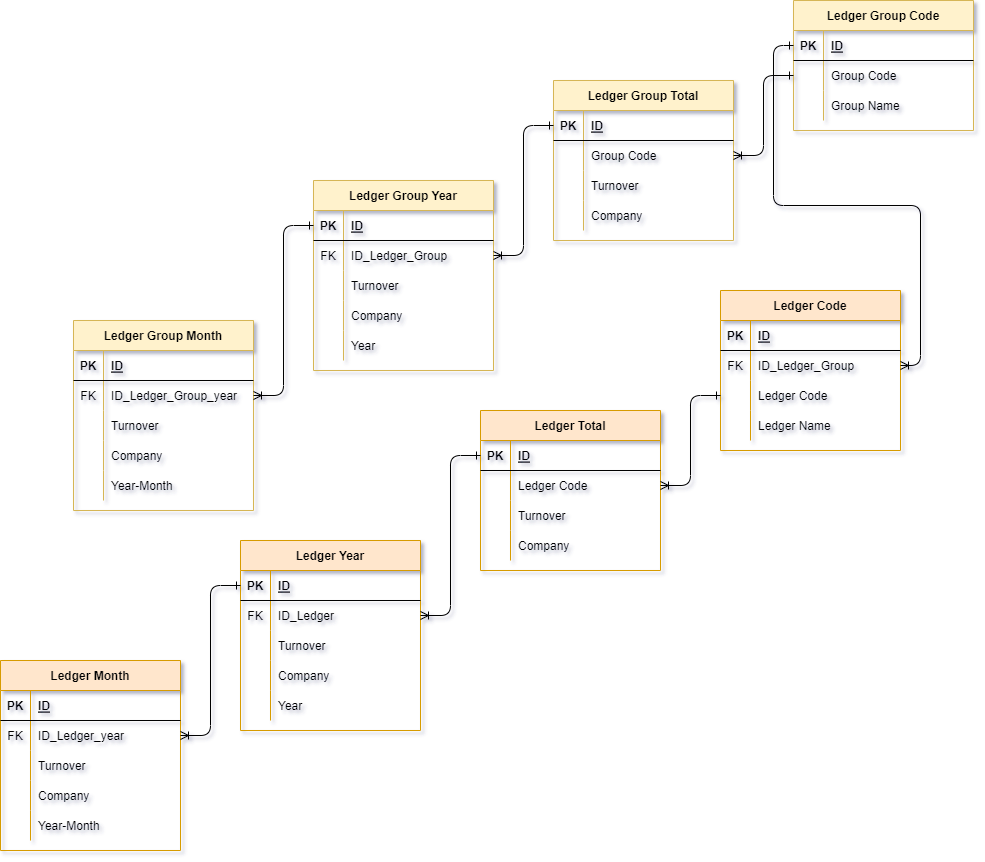 Ledger Group Code
PK ID
Group Code
Group Name
Ledger Group Total
PK ID
Group Code
Turnover
Company
Ledger Group Year
PK ID
FK ID_Ledger_Group
Turnover
Company
Year
Ledger Group Month
PK ID
FK ID_Ledger_Group_year
Turnover
Company
Year-Month
Ledger Code
PK ID
FK ID_Ledger_Group
Ledger Code
Ledger Name
Ledger Total
PK ID
Ledger Code
Turnover
Company
Ledger Year
PK ID
FK ID_Ledger
Turnover
Company
Year
Ledger Month
PK ID
FK ID_Ledger_year
Turnover
Company
Year-Month